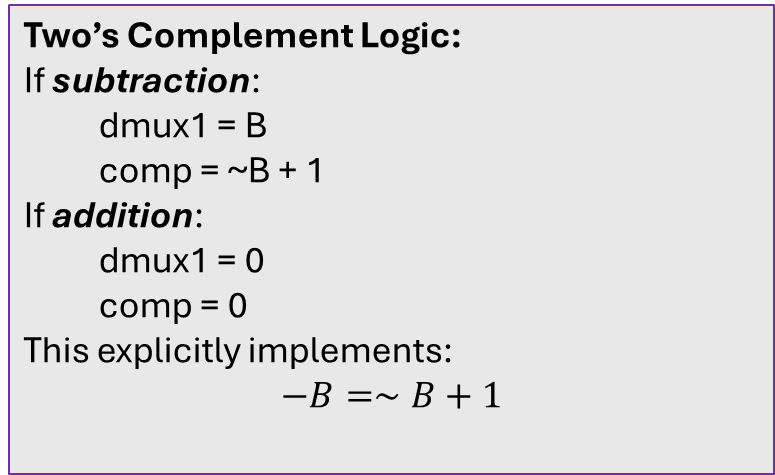 Two’s Complement Logic:
If subtraction:
dmux1 = B
comp = ~B + 1
If addition:
dmux1 = 0
comp = 0
This explicitly implements:
−B =~ B + 1